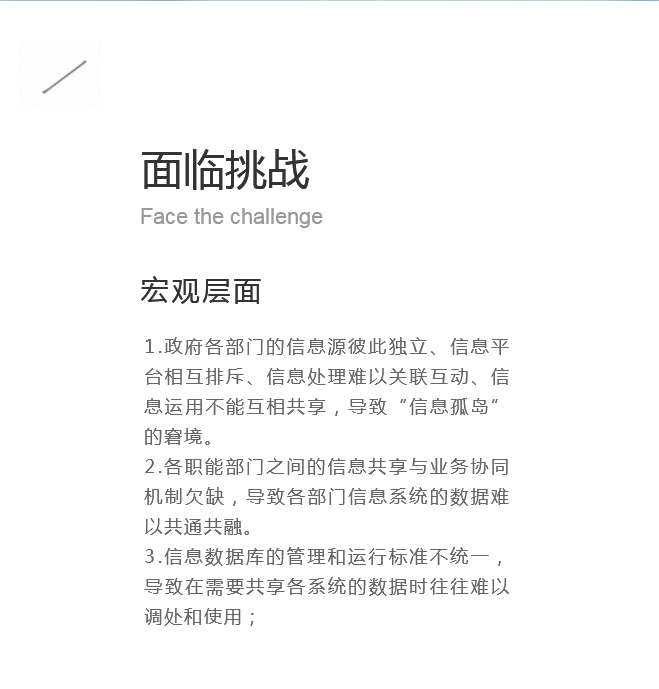 面临挑战
Face the challenge
宏观层面
1.政府各部门的信息源彼此独立、信息平
台相互排斥、信息处理难以关联互动、信
息运用不能互相共享，导致“信息孤岛”
的窘境。
2.各职能部门之间的信息共享与业务协同
机制欠缺，导致各部门信息系统的数据难
以共通共融。
3.信息数据库的管理和运行标准不统一，
导致在需要共享各系统的数据时往往难以
调处和使用；